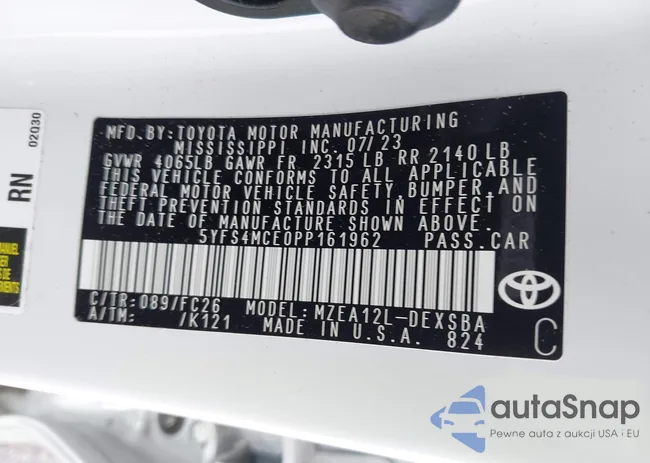 MFD.BY:TOYOTA MOTOR MANUFACTURING
MISSISSIPPI INC. 07/23
GVWR 4065LB GAWR FR 2315 LB RR 2140 LB
THIS VEHICLE CONFORMS TO ALL APPLICABLE
FEDERAL MOTOR VEHICLE SAFETY, BUMPER, AND
THEFT PREVENTION STANDARDS IN EFFECT ON
THE DATE OF MANUFACTURE SHOWN ABOVE.
5YFS4MCE0PP161962 PASS.CAR
C/TR: 089/FC26 MODEL: MZEA12L-DEXSBA
A/TM: /K121 MADE IN U.S.A. 824
C
RN 02030
autaSnap
Pewne auta z aukcji USA i EU